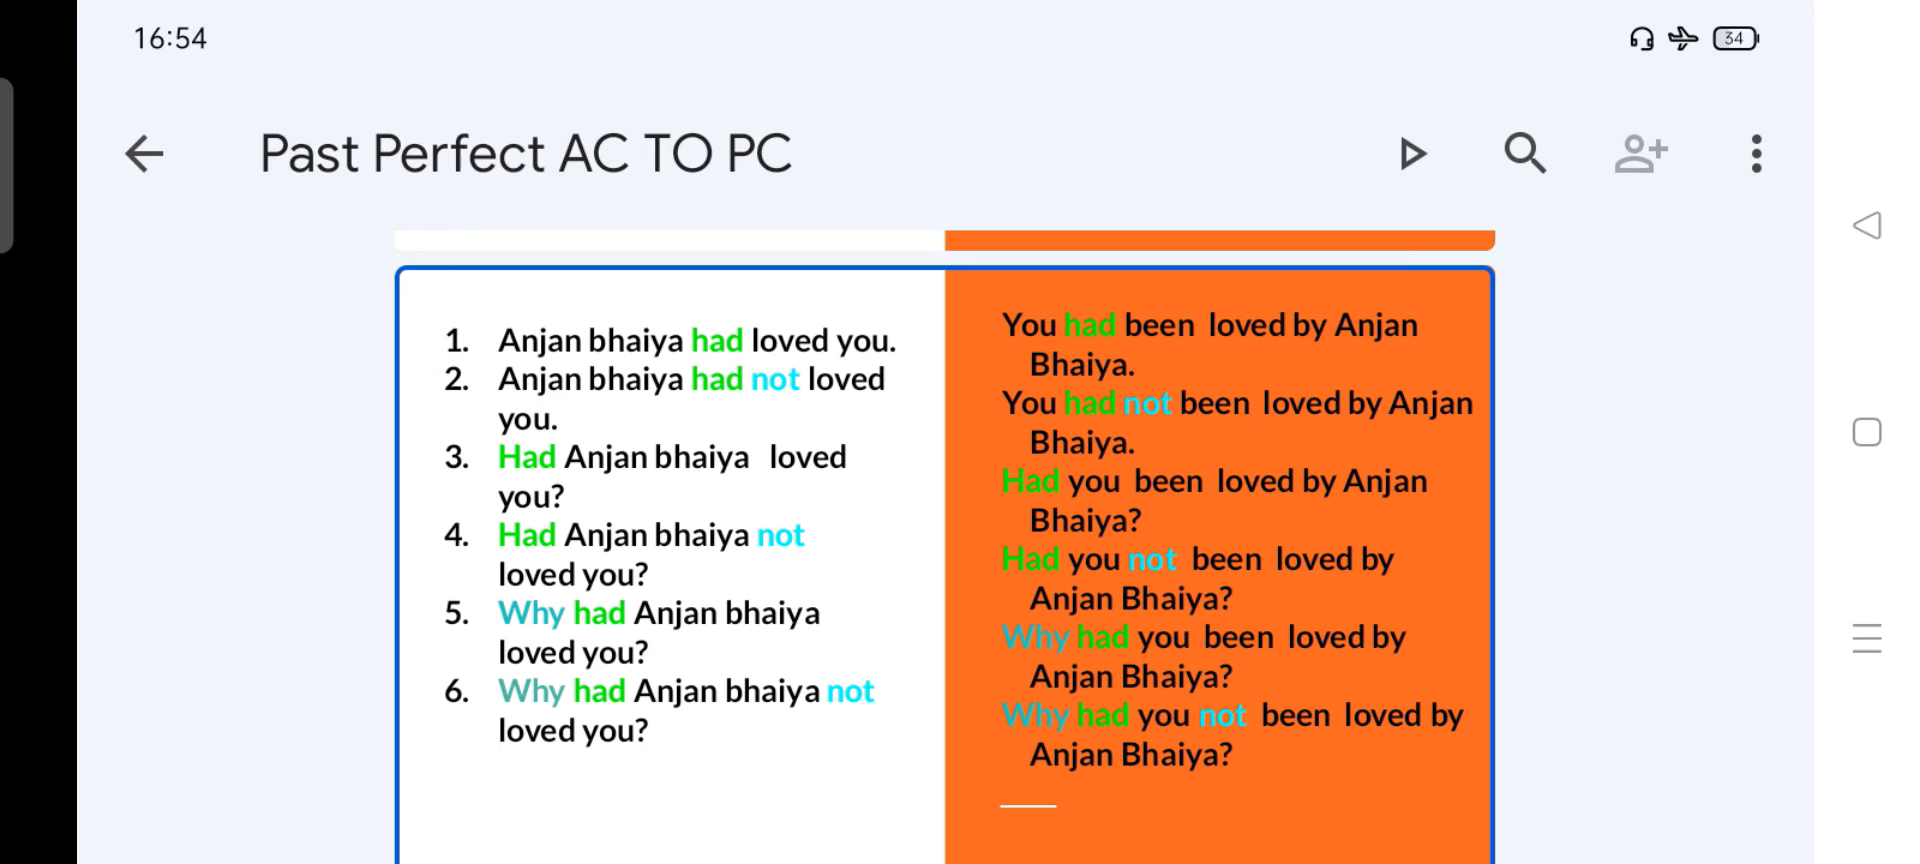 16:54
34
Past Perfect AC TO PC
1. Anjan bhaiya had loved you.
2. Anjan bhaiya had not loved
you.
3. Had Anjan bhaiya loved
you?
4. Had Anjan bhaiya not
loved you?
5. Why had Anjan bhaiya
loved you?
6. Why had Anjan bhaiya not
loved you?
You had been loved by Anjan
Bhaiya.
You had not been loved by Anjan
Bhaiya.
Had you been loved by Anjan
Bhaiya?
Had you not been loved by
Anjan Bhaiya?
Why had you been loved by
Anjan Bhaiya?
Why had you not been loved by
Anjan Bhaiya?